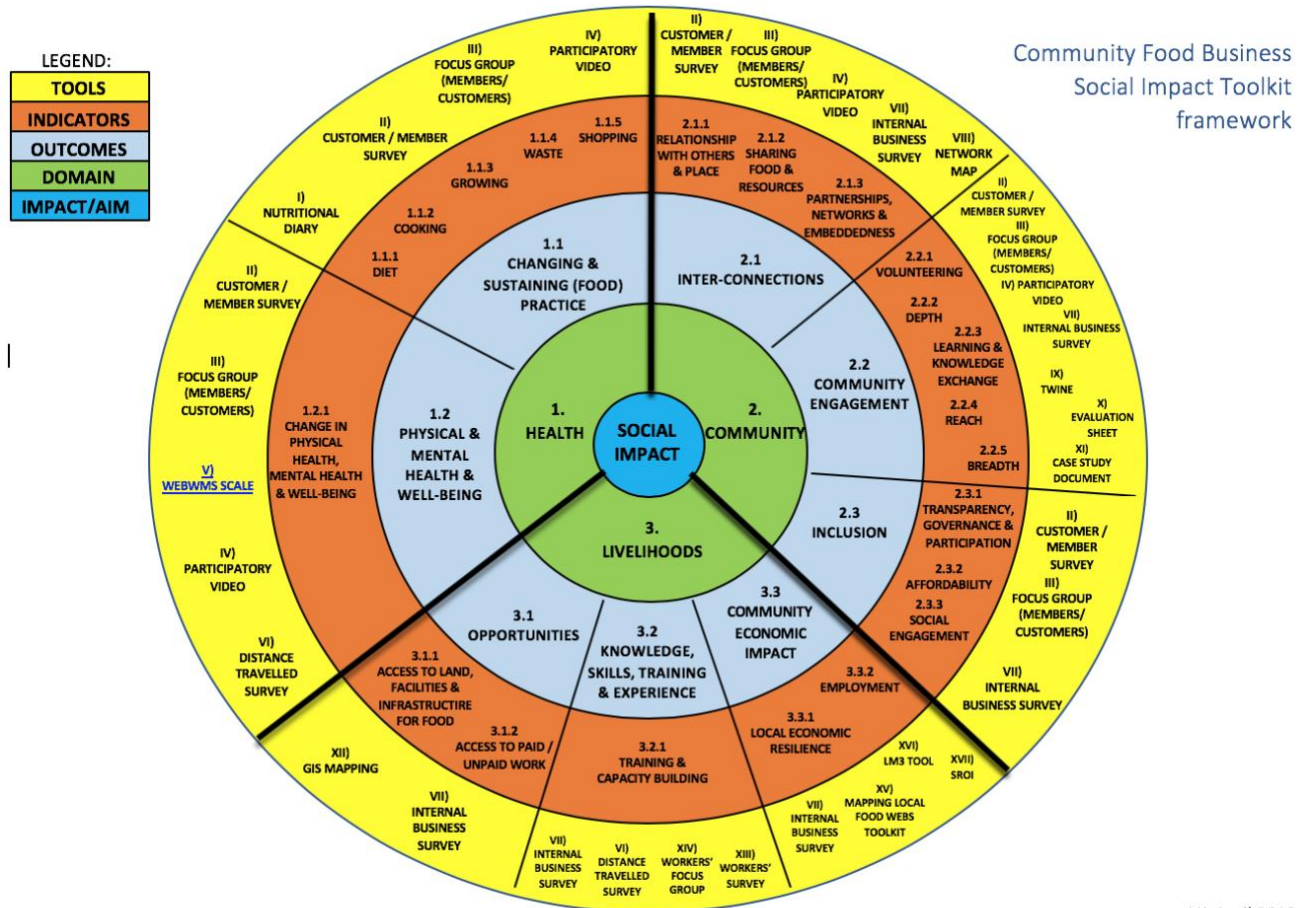 LEGEND:
TOOLS
INDICATORS
OUTCOMES
DOMAIN
IMPACT/AIM
Community Food Business
Social Impact Toolkit
framework
SOCIAL
IMPACT
1.
HEALTH
2.
COMMUNITY
3.
LIVELIHOODS
1.1
CHANGING &
SUSTAINING (FOOD)
PRACTICE
1.2
PHYSICAL &
MENTAL
HEALTH &
WELL-BEING
2.1
INTER-CONNECTIONS
2.2
COMMUNITY
ENGAGEMENT
2.3
INCLUSION
3.1
OPPORTUNITIES
3.2
KNOWLEDGE,
SKILLS, TRAINING
& EXPERIENCE
3.3
COMMUNITY
ECONOMIC
IMPACT
1.1.1
DIET
1.1.2
COOKING
1.1.3
GROWING
1.1.4
WASTE
1.1.5
SHOPPING
1.2.1
CHANGE IN
PHYSICAL
HEALTH,
MENTAL HEALTH
& WELL-BEING
2.1.1
RELATIONSHIP
WITH OTHERS
& PLACE
2.1.2
SHARING
FOOD &
RESOURCES
2.1.3
PARTNERSHIPS,
NETWORKS &
EMBEDDEDNESS
2.2.1
VOLUNTEERING
2.2.2
DEPTH
2.2.3
LEARNING &
KNOWLEDGE
EXCHANGE
2.2.4
REACH
2.2.5
BREADTH
2.3.1
TRANSPARENCY,
GOVERNANCE &
PARTICIPATION
2.3.2
AFFORDABILITY
2.3.3
SOCIAL
ENGAGEMENT
3.1.1
ACCESS TO LAND,
FACILITIES &
INFRASTRUCTIRE
FOR FOOD
3.1.2
ACCESS TO PAID /
UNPAID WORK
3.2.1
TRAINING &
CAPACITY BUILDING
3.3.1
LOCAL ECONOMIC
RESILIENCE
3.3.2
EMPLOYMENT
I)
NUTRITIONAL
DIARY
II)
CUSTOMER / MEMBER
SURVEY
III)
FOCUS GROUP
(MEMBERS/
CUSTOMERS)
IV)
PARTICIPATORY
VIDEO
II)
CUSTOMER /
MEMBER
SURVEY
III)
FOCUS GROUP
(MEMBERS/
CUSTOMERS)
IV)
PARTICIPATORY
VIDEO
VII)
INTERNAL
BUSINESS
SURVEY
VIII)
NETWORK
MAP
II)
CUSTOMER /
MEMBER SURVEY
III)
FOCUS GROUP
(MEMBERS/
CUSTOMERS)
IV) PARTICIPATORY
VIDEO
VII)
INTERNAL BUSINESS
SURVEY
IX)
TWINE
X)
EVALUATION
SHEET
XI)
CASE STUDY
DOCUMENT
II)
CUSTOMER /
MEMBER
SURVEY
III)
FOCUS GROUP
(MEMBERS/
CUSTOMERS)
VII)
INTERNAL
BUSINESS SURVEY
XVII)
SROI
XVI)
LM3 TOOL
XV)
MAPPING LOCAL
FOOD WEBS
TOOLKIT
VII)
INTERNAL
BUSINESS
SURVEY
XIII)
WORKERS'
SURVEY
XIV)
WORKERS'
FOCUS
GROUP
VI)
DISTANCE
TRAVELLED
SURVEY
VII)
INTERNAL
BUSINESS
SURVEY
VII)
INTERNAL
BUSINESS
SURVEY
XII)
GIS MAPPING
VI)
DISTANCE
TRAVELLED
SURVEY
IV)
PARTICIPATORY
VIDEO
V)
WEBWMS SCALE
III)
FOCUS GROUP
(MEMBERS/
CUSTOMERS)
II)
CUSTOMER /
MEMBER SURVEY